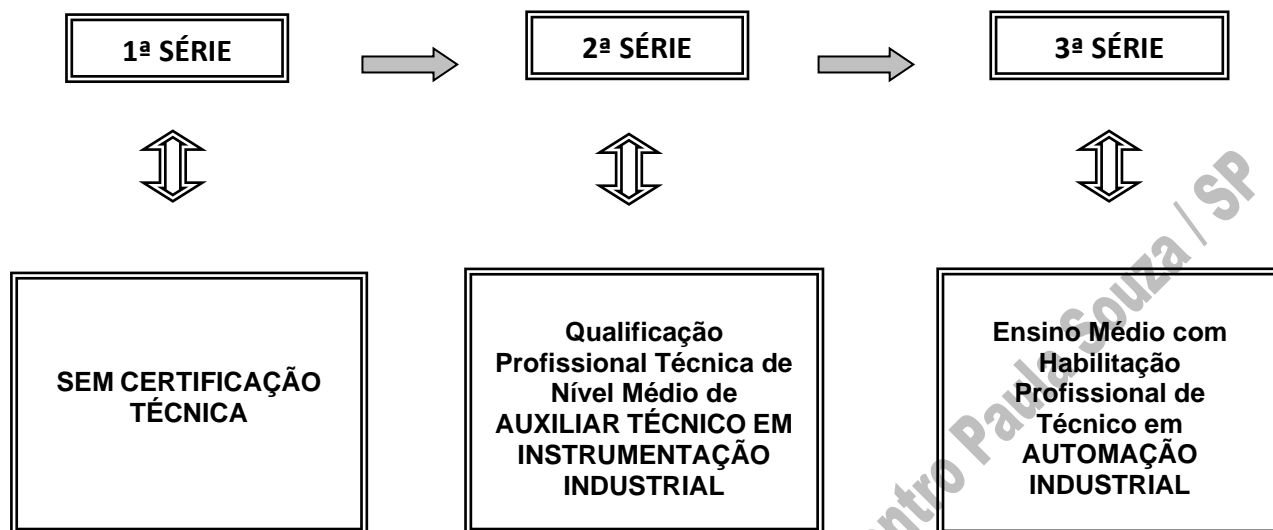 1ª SÉRIE
2ª SÉRIE
3ª SÉRIE
SEM CERTIFICAÇÃO
TÉCNICA
Qualificação
Profissional Técnica de
Nível Médio de
AUXILIAR TÉCNICO EM
INSTRUMENTAÇÃO
INDUSTRIAL
Ensino Médio com
Habilitação
Profissional de
Técnico em
AUTOMAÇÃO
INDUSTRIAL
entro Paula Souza / SP